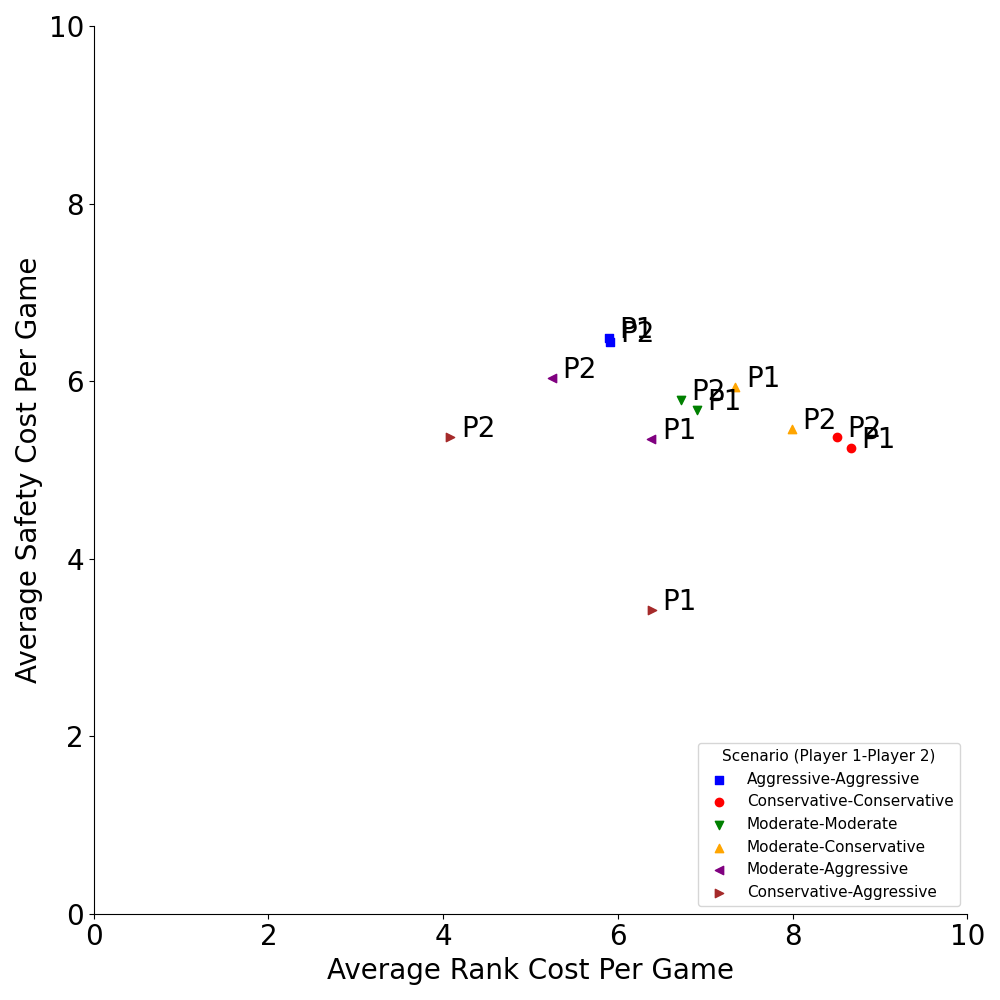 10
8
6
4
2
0
Average Safety Cost Per Game
P1
P2
P2
P1
P2
P1
P2
P2
P1
P2
P1
P1
Scenario (Player 1-Player 2)
Aggressive-Aggressive
Conservative-Conservative
Moderate-Moderate
Moderate-Conservative
Moderate-Aggressive
Conservative-Aggressive
0 2 4 6 8 10
Average Rank Cost Per Game